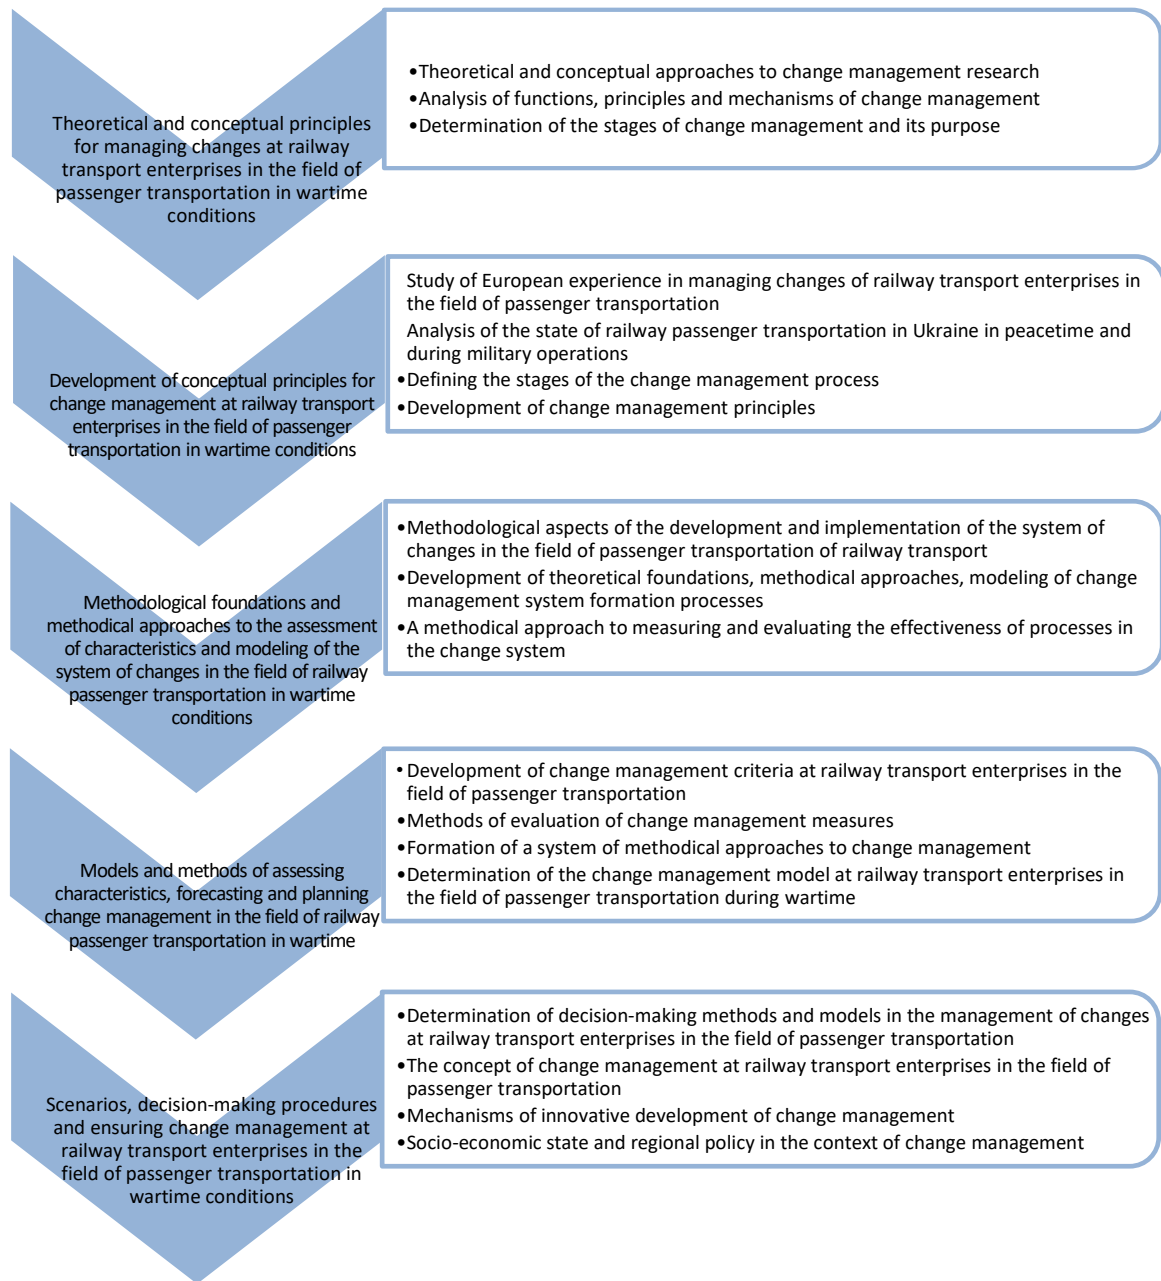 Theoretical and conceptual principles
for managing changes at railway
transport enterprises in the field of
passenger transportation in wartime
conditions
•Theoretical and conceptual approaches to change management research
•Analysis of functions, principles and mechanisms of change management
•Determination of the stages of change management and its purpose
Development of conceptual principles for
change management at railway transport
enterprises in the field of passenger
transportation in wartime conditions
Study of European experience in managing changes of railway transport enterprises in
the field of passenger transportation
Analysis of the state of railway passenger transportation in Ukraine in peacetime and
during military operations
•Defining the stages of the change management process
•Development of change management principles
Methodological foundations and
methodical approaches to the assessment
of characteristics and modeling of the
system of changes in the field of railway
passenger transportation in wartime
conditions
•Methodological aspects of the development and implementation of the system of
changes in the field of passenger transportation of railway transport
•Development of theoretical foundations, methodical approaches, modeling of change
management system formation processes
•A methodical approach to measuring and evaluating the effectiveness of processes in
the change system
Models and methods of assessing
characteristics, forecasting and planning
change management in the field of railway
passenger transportation in wartime
•Development of change management criteria at railway transport enterprises in the
field of passenger transportation
•Methods of evaluation of change management measures
•Formation of a system of methodical approaches to change management
•Determination of the change management model at railway transport enterprises in
the field of passenger transportation during wartime
Scenarios, decision-making procedures
and ensuring change management at
railway transport enterprises in the
field of passenger transportation in
wartime conditions
•Determination of decision-making methods and models in the management of changes
at railway transport enterprises in the field of passenger transportation
•The concept of change management at railway transport enterprises in the field of
passenger transportation
•Mechanisms of innovative development of change management
•Socio-economic state and regional policy in the context of change management